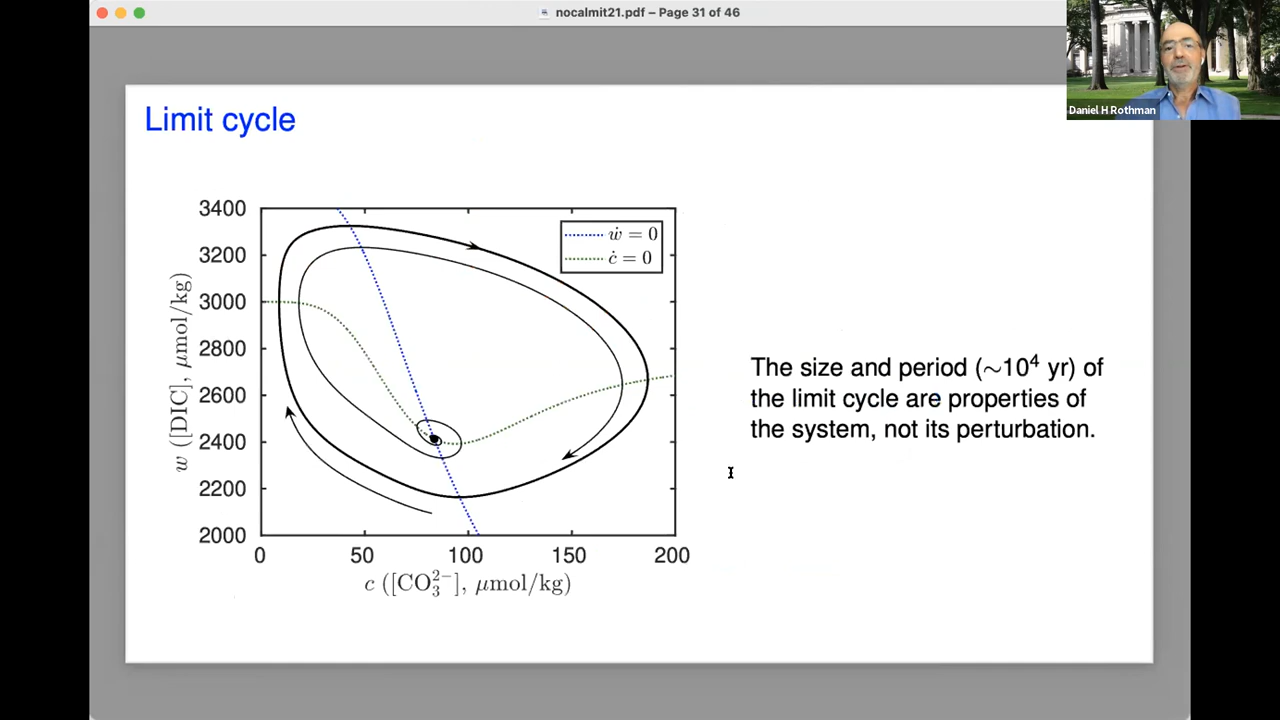 nocalmit21.pdf – Page 31 of 46
Daniel H Rothman
Limit cycle
3400
3200
3000
2800
2600
2400
2200
2000
w ([DIC], μmol/kg)
ẇ = 0
ċ = 0
0 50 100 150 200
c ([CO₃²⁻], μmol/kg)
The size and period (∼10⁴ yr) of
the limit cycle are properties of
the system, not its perturbation.